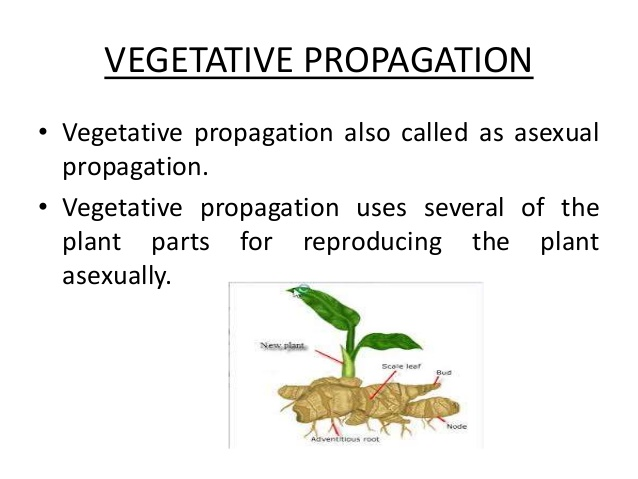 VEGETATIVE PROPAGATION
• Vegetative propagation also called as asexual
propagation.
• Vegetative propagation uses several of the
plant parts for reproducing the plant
asexually.
New plant
Scale leaf
Bud
Node
Adventitious root